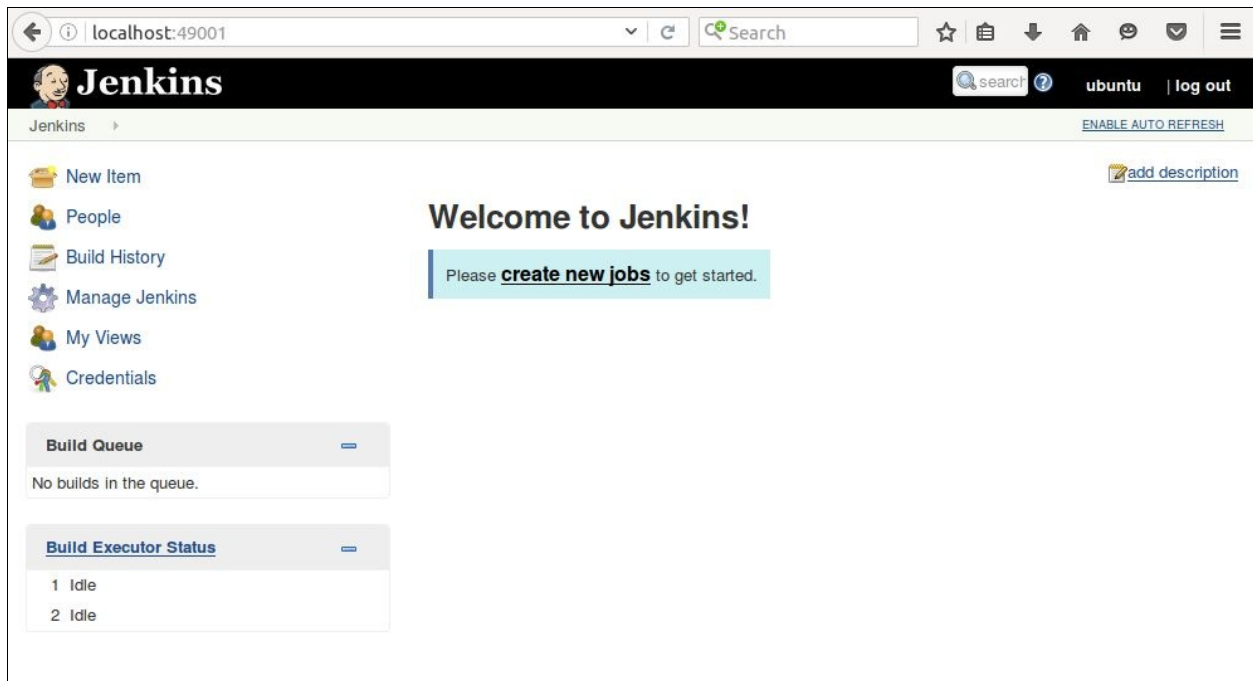 localhost:49001
Search
Jenkins
search
ubuntu
| log out
Jenkins
ENABLE AUTO REFRESH
New Item
People
Build History
Manage Jenkins
My Views
Credentials
add description
Welcome to Jenkins!
Please create new jobs to get started.
Build Queue
No builds in the queue.
Build Executor Status
1 Idle
2 Idle